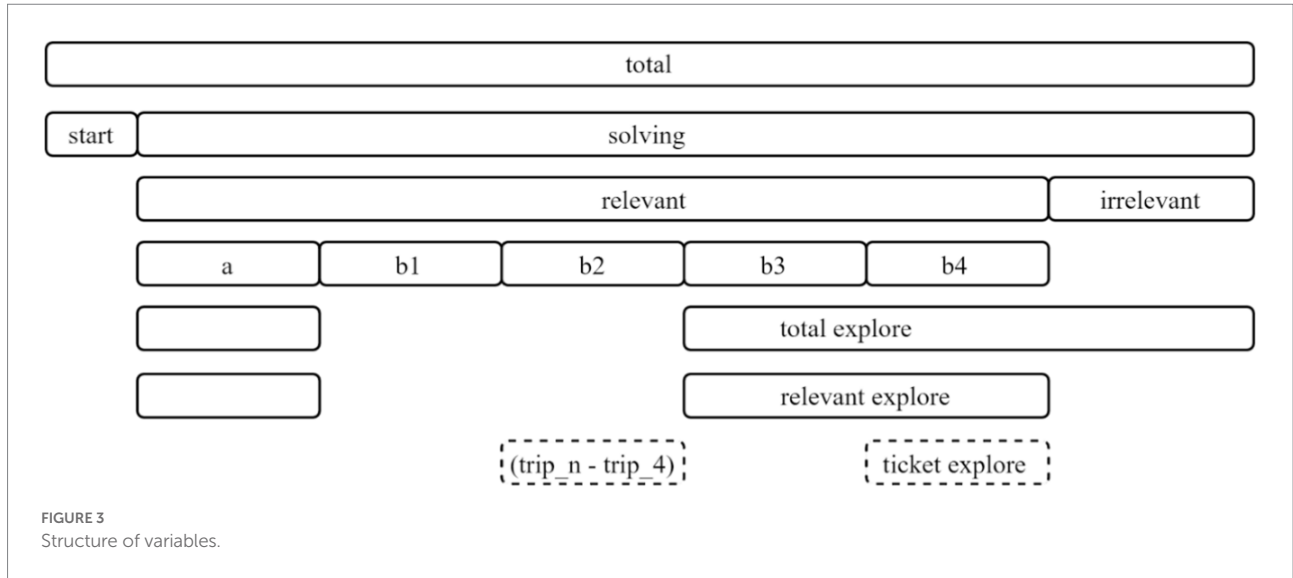 total
start solving
relevant irrelevant
a b1 b2 b3 b4
total explore
relevant explore
(trip_n - trip_4) ticket explore
FIGURE 3
Structure of variables.